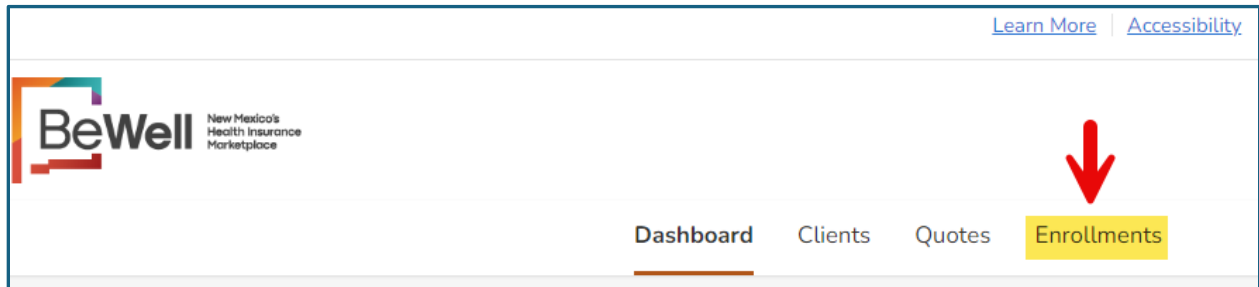 Learn More Accessibility
BeWell
New Mexico's
Health Insurance
Marketplace
Dashboard Clients Quotes Enrollments